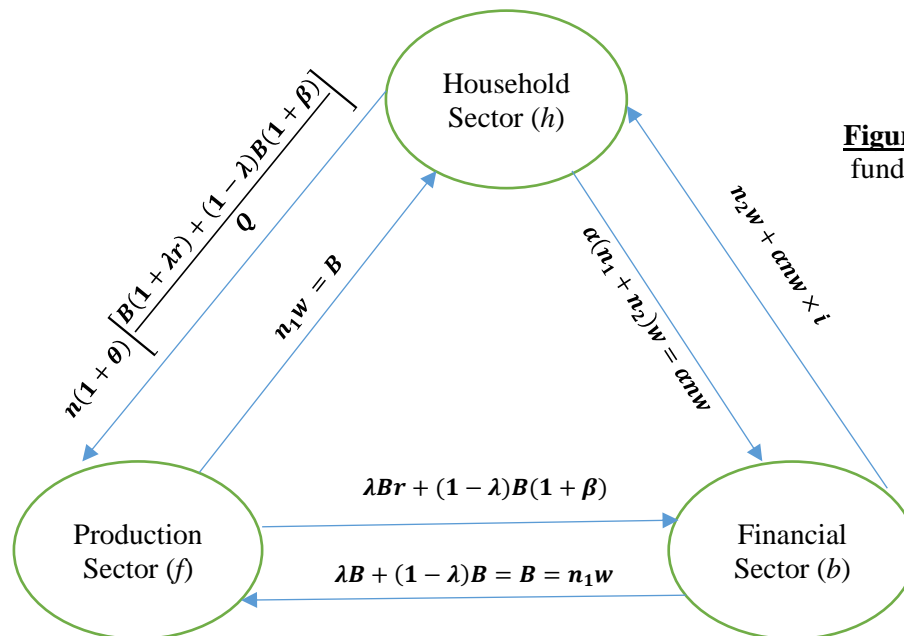 Household
Sector (h)
Figur
fund
n(1 + θ) [[B(1 + λr) + (1 − λ)B(1 + β)] / Q]
n₁w = B
α(n₁ + n₂)w = αnw
n₂w + αnw × i
λBr + (1 − λ)B(1 + β)
Production
Sector (f)
Financial
Sector (b)
λB + (1 − λ)B = B = n₁w